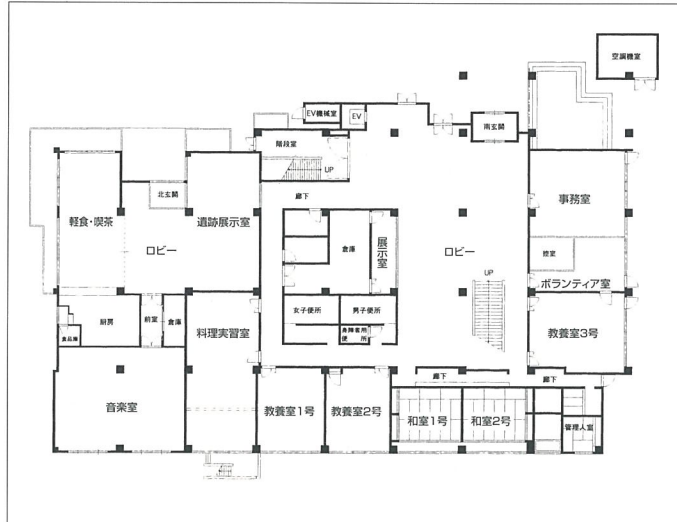 空調機室
EV機械室
EV
南玄関
階段室
UP
北玄関
廊下
軽食・喫茶
遺跡展示室
事務室
ロビー
倉庫
展示室
ロビー
控室
UP
ボランティア室
厨房
前室
倉庫
女子便所
男子便所
食品庫
料理実習室
身障者用
便所
教養室3号
廊下
廊下
音楽室
教養室1号
教養室2号
和室1号
和室2号
管理人室